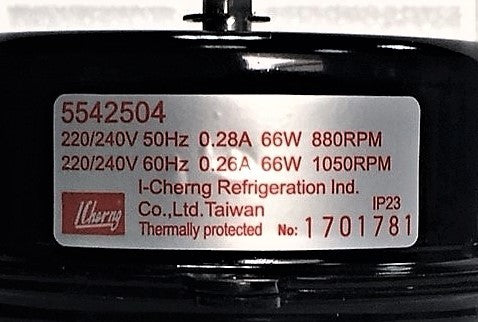 5542504
220/240V 50Hz 0.28A 66W 880RPM
220/240V 60Hz 0.26A 66W 1050RPM
I-Cherng Refrigeration Ind.
Co.,Ltd.Taiwan IP23
ICherng
Thermally protected No: 1701781